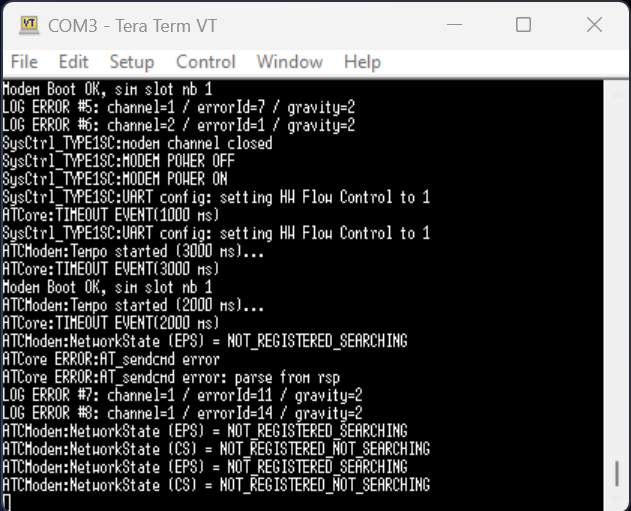 VT COM3 - Tera Term VT
File Edit Setup Control Window Help
Modem Boot OK, sim slot nb 1
LOG ERROR #5: channel=1 / errorId=7 / gravity=2
LOG ERROR #6: channel=2 / errorId=1 / gravity=2
SysCtrl_TYPE1SC:modem channel closed
SysCtrl_TYPE1SC:MODEM POWER OFF
SysCtrl_TYPE1SC:MODEM POWER ON
SysCtrl_TYPE1SC:UART config: setting HW Flow Control to 1
ATCore:TIMEOUT EVENT(1000 ms)
SysCtrl_TYPE1SC:UART config: setting HW Flow Control to 1
ATCModem:Tempo started (3000 ms)...
ATCore:TIMEOUT EVENT(3000 ms)
Modem Boot OK, sim slot nb 1
ATCModem:Tempo started (2000 ms)...
ATCore:TIMEOUT EVENT(2000 ms)
ATCModem:NetworkState (EPS) = NOT_REGISTERED_SEARCHING
ATCore ERROR:AT_sendcmd error
ATCore ERROR:AT_sendcmd error: parse from rsp
LOG ERROR #7: channel=1 / errorId=11 / gravity=2
LOG ERROR #8: channel=1 / errorId=14 / gravity=2
ATCModem:NetworkState (EPS) = NOT_REGISTERED_SEARCHING
ATCModem:NetworkState (CS) = NOT_REGISTERED_NOT_SEARCHING
ATCModem:NetworkState (EPS) = NOT_REGISTERED_SEARCHING
ATCModem:NetworkState (CS) = NOT_REGISTERED_NOT_SEARCHING